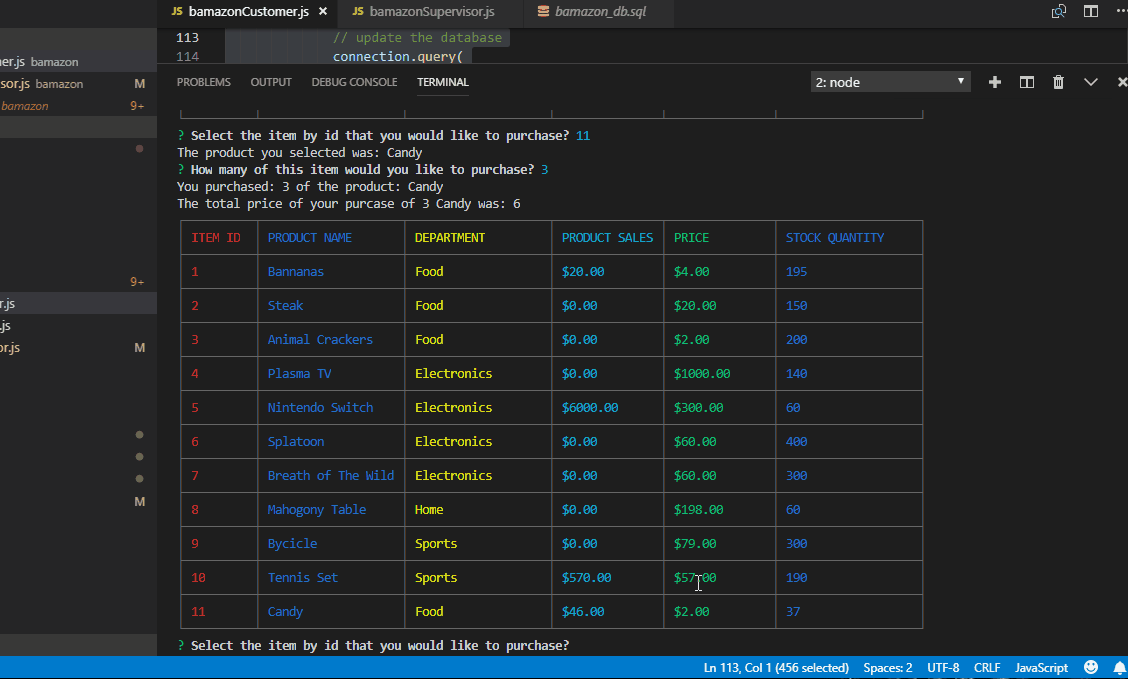 JS bamazonCustomer.js × JS bamazonSupervisor.js bamazon_db.sql
113 // update the database
114 connection.query(
er.js bamazon
sor.js bamazon M
bamazon 9+
9+
r.js
.js
or.js M
M
PROBLEMS OUTPUT DEBUG CONSOLE TERMINAL 2: node
? Select the item by id that you would like to purchase? 11
The product you selected was: Candy
? How many of this item would you like to purchase? 3
You purchased: 3 of the product: Candy
The total price of your purcase of 3 Candy was: 6
ITEM ID PRODUCT NAME DEPARTMENT PRODUCT SALES PRICE STOCK QUANTITY
1 Bannanas Food $20.00 $4.00 195
2 Steak Food $0.00 $20.00 150
3 Animal Crackers Food $0.00 $2.00 200
4 Plasma TV Electronics $0.00 $1000.00 140
5 Nintendo Switch Electronics $6000.00 $300.00 60
6 Splatoon Electronics $0.00 $60.00 400
7 Breath of The Wild Electronics $0.00 $60.00 300
8 Mahogony Table Home $0.00 $198.00 60
9 Bycicle Sports $0.00 $79.00 300
10 Tennis Set Sports $570.00 $57.00 190
11 Candy Food $46.00 $2.00 37
? Select the item by id that you would like to purchase?
Ln 113, Col 1 (456 selected) Spaces: 2 UTF-8 CRLF JavaScript